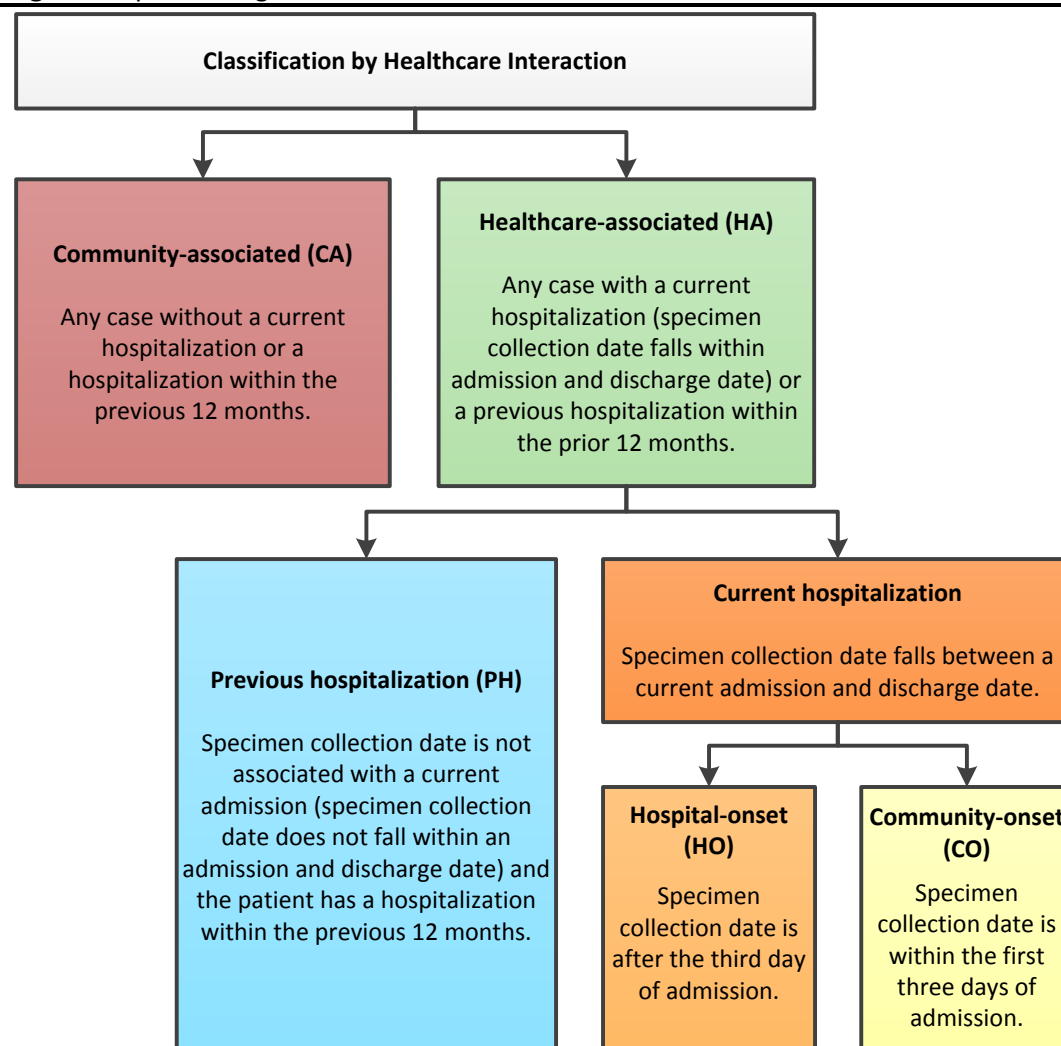 Classification by Healthcare Interaction
Community-associated (CA)
Any case without a current
hospitalization or a
hospitalization within the
previous 12 months.
Healthcare-associated (HA)
Any case with a current
hospitalization (specimen
collection date falls within
admission and discharge date) or
a previous hospitalization within
the prior 12 months.
Previous hospitalization (PH)
Specimen collection date is not
associated with a current
admission (specimen collection
date does not fall within an
admission and discharge date) and
the patient has a hospitalization
within the previous 12 months.
Current hospitalization
Specimen collection date falls between a
current admission and discharge date.
Hospital-onset
(HO)
Specimen
collection date is
after the third day
of admission.
Community-onset
(CO)
Specimen
collection date is
within the first
three days of
admission.